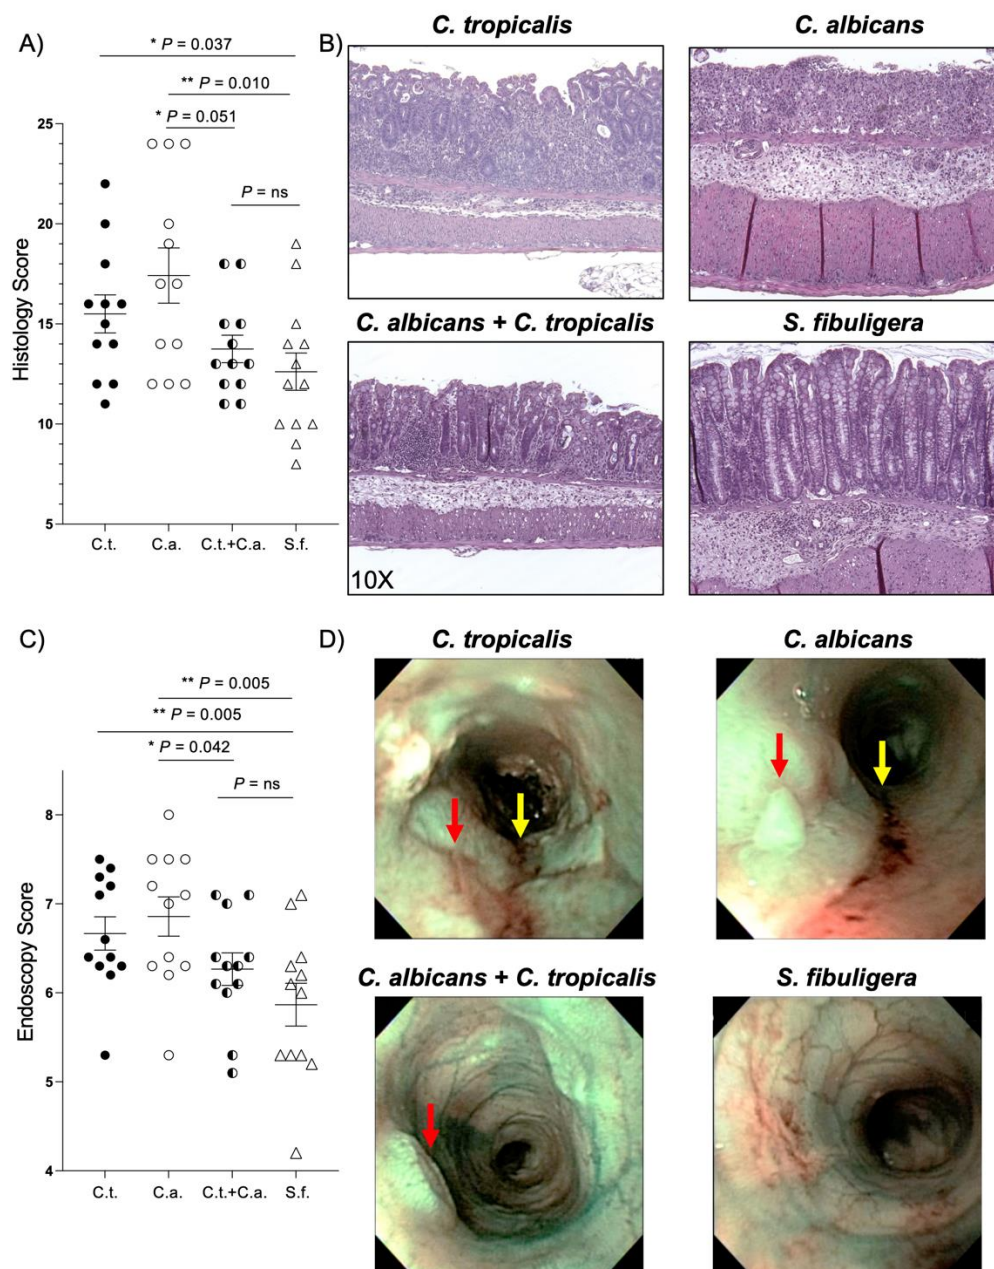 A)
* P = 0.037
** P = 0.010
* P = 0.051
P = ns
25
20
15
10
5
Histology Score
C.t.
C.a.
C.t.+C.a.
S.f.
B)
C. tropicalis
C. albicans
C. albicans + C. tropicalis
S. fibuligera
10X
C)
** P = 0.005
** P = 0.005
* P = 0.042
P = ns
8
7
6
5
4
Endoscopy Score
C.t.
C.a.
C.t.+C.a.
S.f.
D)
C. tropicalis
C. albicans
C. albicans + C. tropicalis
S. fibuligera